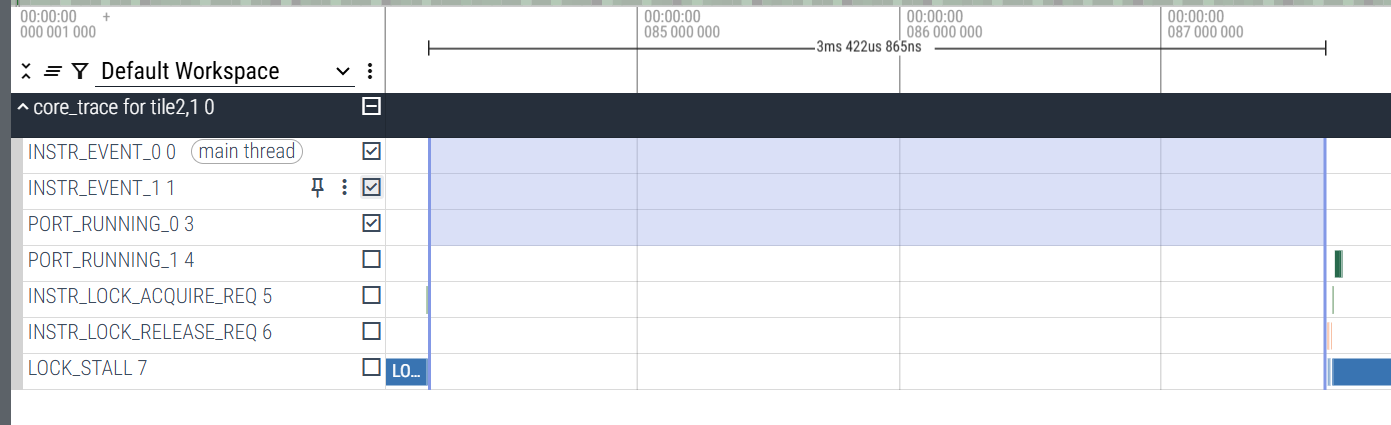 00:00:00 +
000 001 000
00:00:00
085 000 000
00:00:00
086 000 000
00:00:00
087 000 000
3ms 422us 865ns
Default Workspace
core_trace for tile2,1 0
INSTR_EVENT_0 0 main thread
INSTR_EVENT_1 1
PORT_RUNNING_0 3
PORT_RUNNING_1 4
INSTR_LOCK_ACQUIRE_REQ 5
INSTR_LOCK_RELEASE_REQ 6
LOCK_STALL 7
LO...